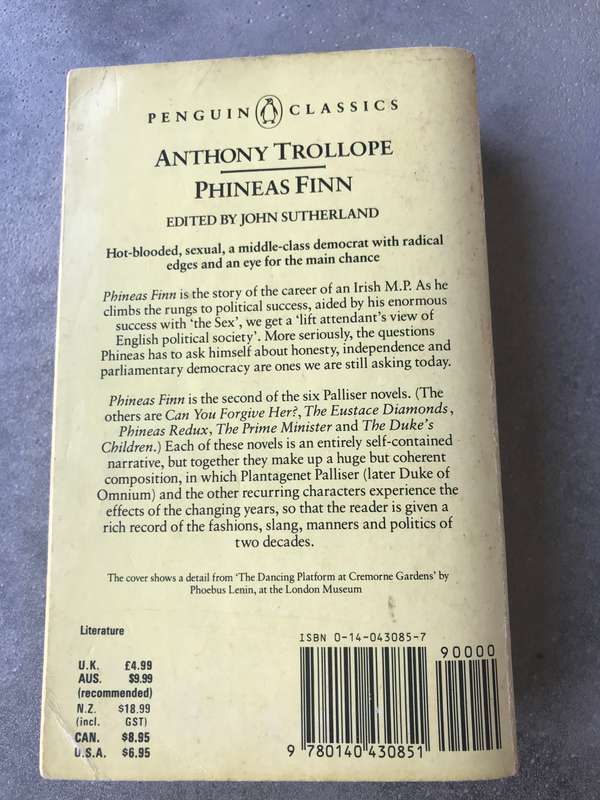 PENGUIN CLASSICS
ANTHONY TROLLOPE
PHINEAS FINN
EDITED BY JOHN SUTHERLAND
Hot-blooded, sexual, a middle-class democrat with radical
edges and an eye for the main chance
Phineas Finn is the story of the career of an Irish M.P. As he
climbs the rungs to political success, aided by his enormous
success with 'the Sex', we get a 'lift attendant's view of
English political society'. More seriously, the questions
Phineas has to ask himself about honesty, independence and
parliamentary democracy are ones we are still asking today.
Phineas Finn is the second of the six Palliser novels. (The
others are Can You Forgive Her?, The Eustace Diamonds,
Phineas Redux, The Prime Minister and The Duke's
Children.) Each of these novels is an entirely self-contained
narrative, but together they make up a huge but coherent
composition, in which Plantagenet Palliser (later Duke of
Omnium) and the other recurring characters experience the
effects of the changing years, so that the reader is given a
rich record of the fashions, slang, manners and politics of
two decades.
The cover shows a detail from 'The Dancing Platform at Cremorne Gardens' by
Phoebus Lenin, at the London Museum
Literature
U.K. £4.99
AUS. $9.99
(recommended)
N.Z. $18.99
(incl. GST)
CAN. $8.95
U.S.A. $6.95
ISBN 0-14-043085-7
90000
9 780140 430851